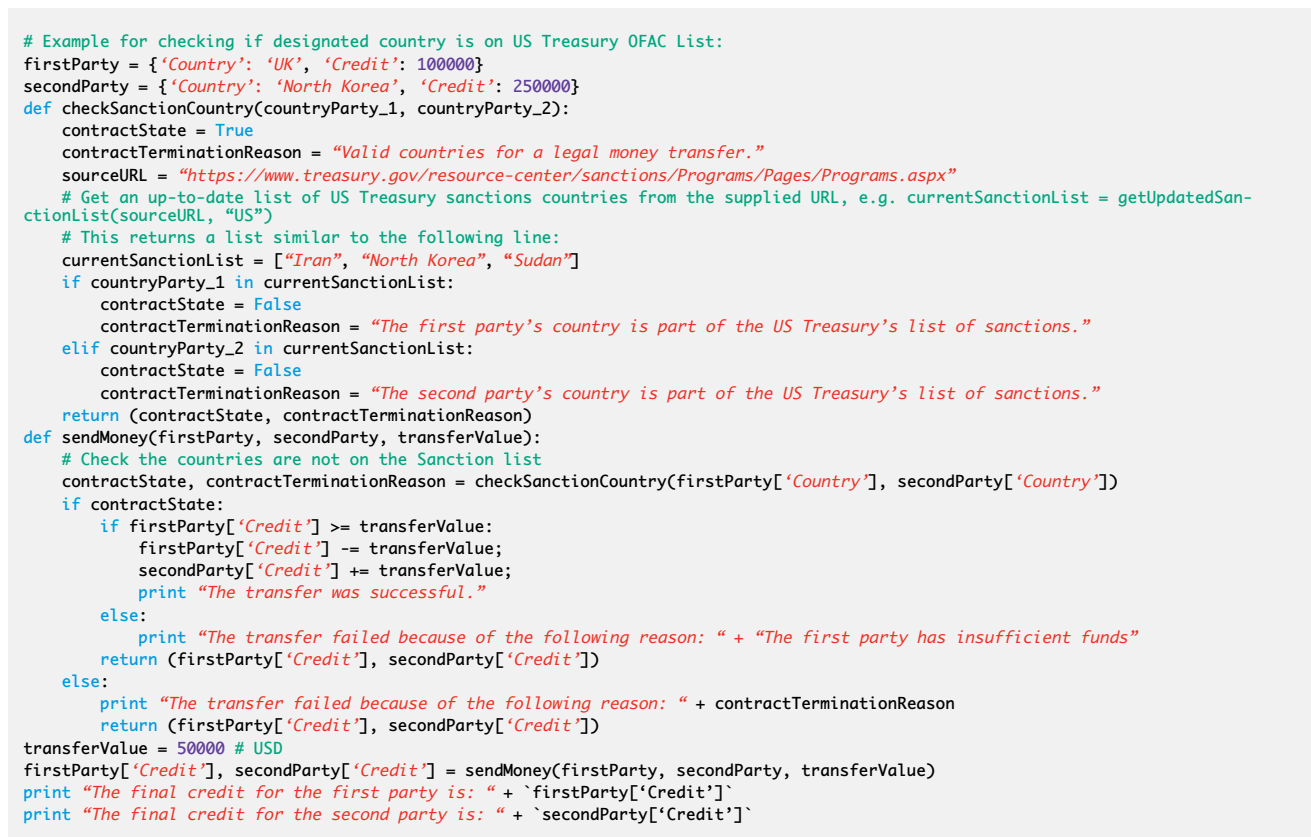 # Example for checking if designated country is on US Treasury OFAC List:
firstParty = {‘Country’: ‘UK’, ‘Credit’: 100000}
secondParty = {‘Country’: ‘North Korea’, ‘Credit’: 250000}
def checkSanctionCountry(countryParty_1, countryParty_2):
    contractState = True
    contractTerminationReason = “Valid countries for a legal money transfer.”
    sourceURL = “https://www.treasury.gov/resource-center/sanctions/Programs/Pages/Programs.aspx”
    # Get an up-to-date list of US Treasury sanctions countries from the supplied URL, e.g. currentSanctionList = getUpdatedSan-
ctionList(sourceURL, “US”)
    # This returns a list similar to the following line:
    currentSanctionList = [“Iran”, “North Korea”, “Sudan”]
    if countryParty_1 in currentSanctionList:
        contractState = False
        contractTerminationReason = “The first party’s country is part of the US Treasury’s list of sanctions.”
    elif countryParty_2 in currentSanctionList:
        contractState = False
        contractTerminationReason = “The second party’s country is part of the US Treasury’s list of sanctions.”
    return (contractState, contractTerminationReason)
def sendMoney(firstParty, secondParty, transferValue):
    # Check the countries are not on the Sanction list
    contractState, contractTerminationReason = checkSanctionCountry(firstParty[‘Country’], secondParty[‘Country’])
    if contractState:
        if firstParty[‘Credit’] >= transferValue:
            firstParty[‘Credit’] -= transferValue;
            secondParty[‘Credit’] += transferValue;
            print “The transfer was successful.”
        else:
            print “The transfer failed because of the following reason: “ + “The first party has insufficient funds”
        return (firstParty[‘Credit’], secondParty[‘Credit’])
    else:
        print “The transfer failed because of the following reason: “ + contractTerminationReason
        return (firstParty[‘Credit’], secondParty[‘Credit’])
transferValue = 50000 # USD
firstParty[‘Credit’], secondParty[‘Credit’] = sendMoney(firstParty, secondParty, transferValue)
print “The final credit for the first party is: “ + `firstParty[‘Credit’]`
print “The final credit for the second party is: “ + `secondParty[‘Credit’]`